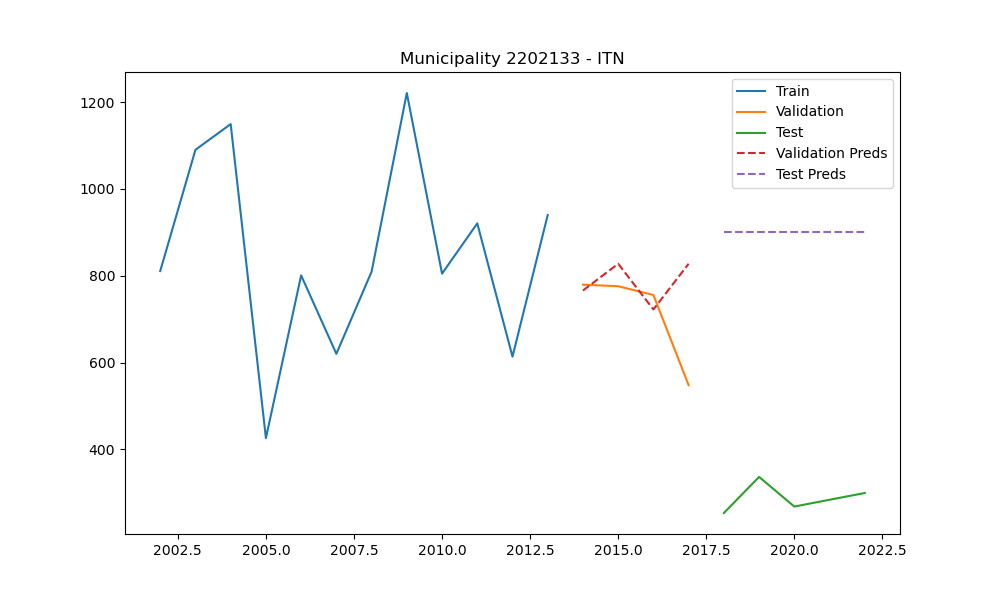 Municipality 2202133 - ITN
Train
Validation
Test
Validation Preds
Test Preds
1200
1000
800
600
400
2002.5 2005.0 2007.5 2010.0 2012.5 2015.0 2017.5 2020.0 2022.5